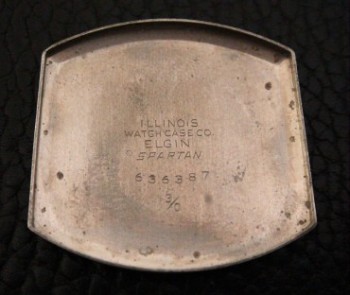 ILLINOIS
WATCH CASE CO.
ELGIN
SPARTAN
636387
3/0